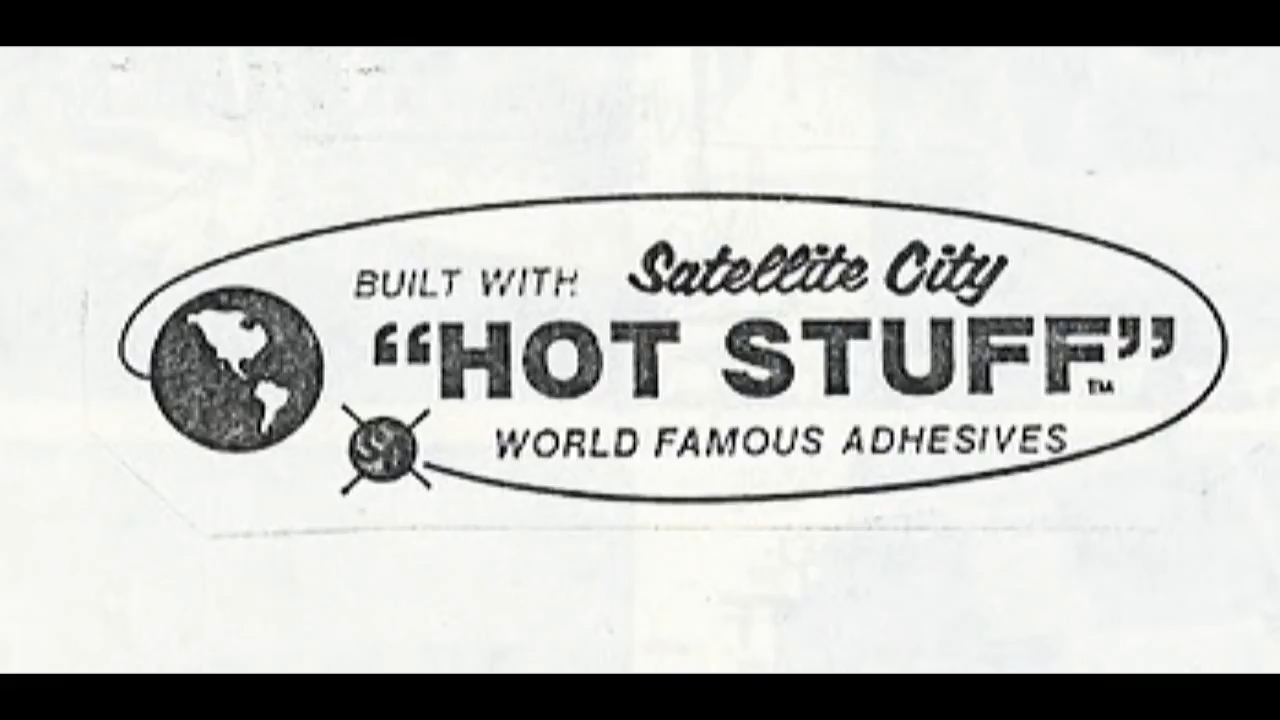 BUILT WITH Satellite City
“HOT STUFF”™
WORLD FAMOUS ADHESIVES